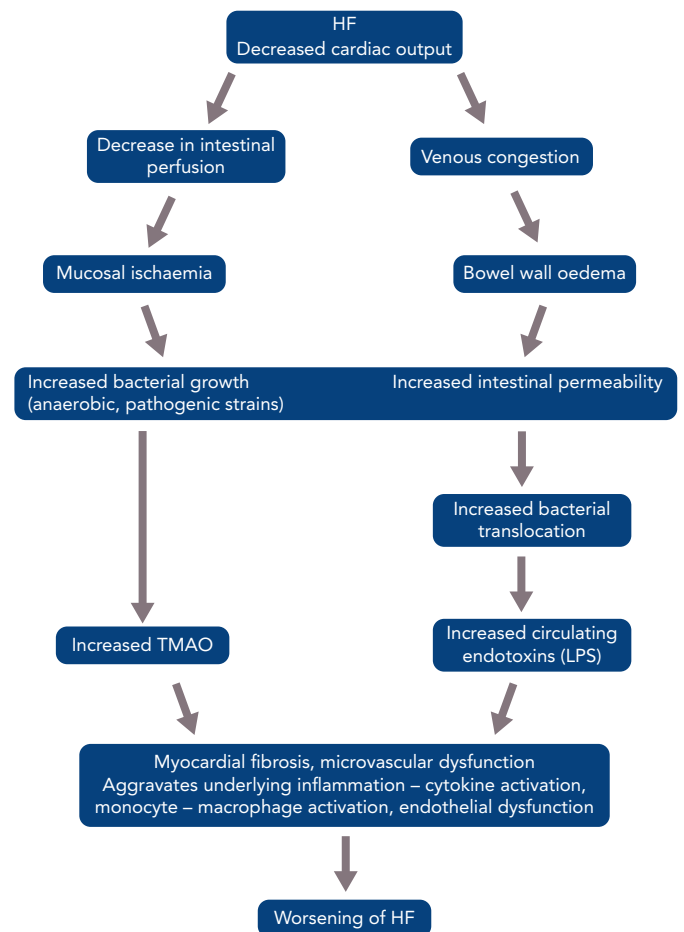 HF
Decreased cardiac output
Decrease in intestinal
perfusion
Venous congestion
Mucosal ischaemia
Bowel wall oedema
Increased bacterial growth
(anaerobic, pathogenic strains)
Increased intestinal permeability
Increased bacterial
translocation
Increased TMAO
Increased circulating
endotoxins (LPS)
Myocardial fibrosis, microvascular dysfunction
Aggravates underlying inflammation – cytokine activation,
monocyte – macrophage activation, endothelial dysfunction
Worsening of HF